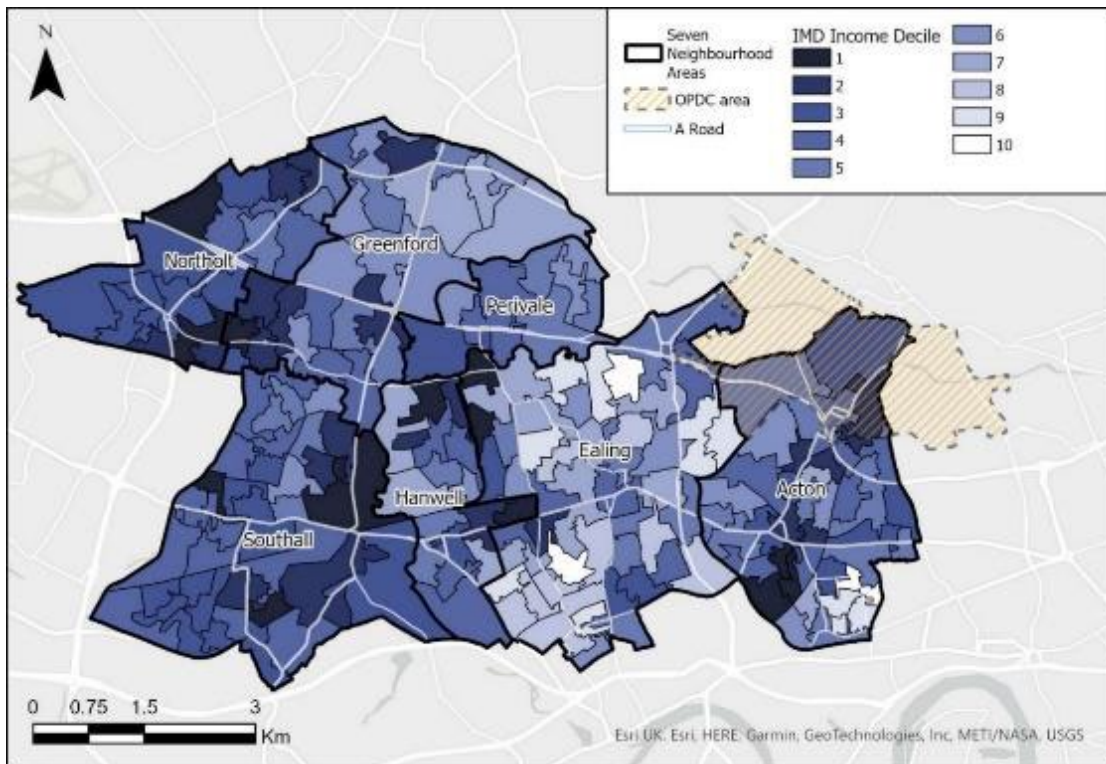 N
Seven
Neighbourhood
Areas
OPDC area
A Road
IMD Income Decile
1
2
3
4
5
6
7
8
9
10
Northolt
Greenford
Perivale
Ealing
Hanwell
Acton
Southall
0 0.75 1.5 3
Km
Esri UK, Esri, HERE, Garmin, GeoTechnologies, Inc, METI/NASA, USGS